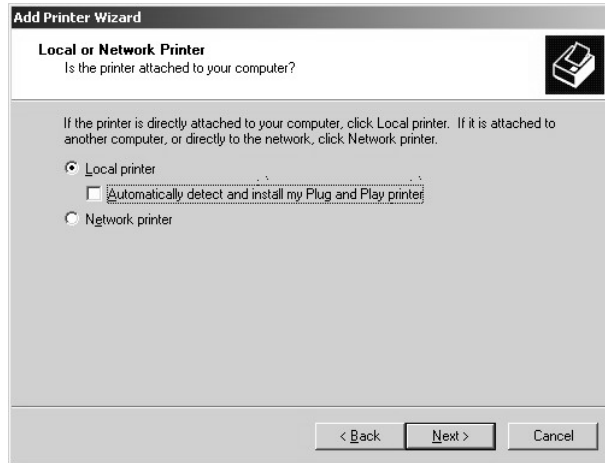 Add Printer Wizard
Local or Network Printer
Is the printer attached to your computer?
If the printer is directly attached to your computer, click Local printer. If it is attached to
another computer, or directly to the network, click Network printer.
Local printer
Automatically detect and install my Plug and Play printer
Network printer
< Back Next > Cancel